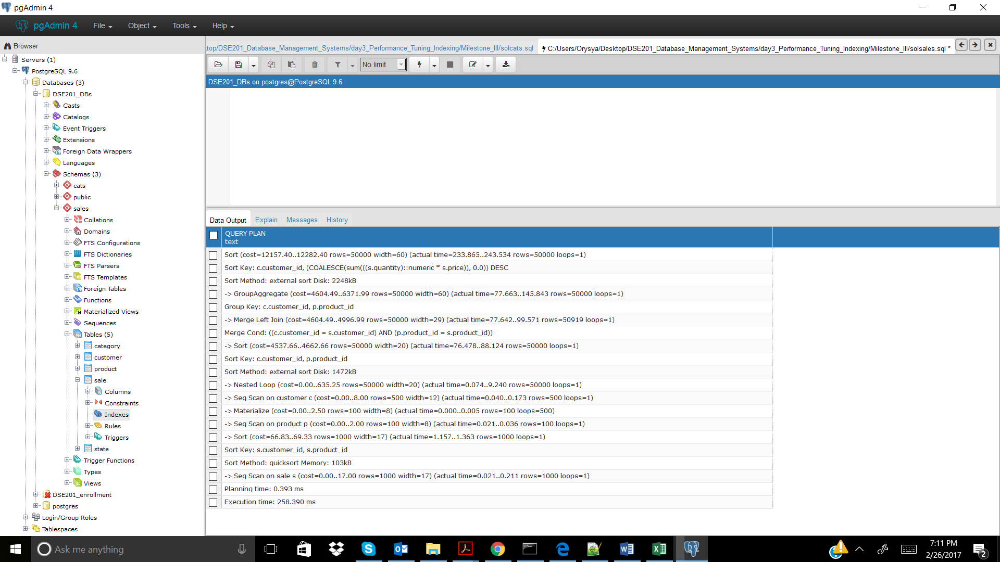 pgAdmin 4
pgAdmin 4 File Object Tools Help
Browser
ktop/DSE201_Database_Management_Systems/day3_Performance_Tuning_Indexing/Milestone_III/solcats.sql
C:/Users/Orysya/Desktop/DSE201_Database_Management_Systems/day3_Performance_Tuning_Indexing/Milestone_III/solsales.sql *
No limit
DSE201_DBs on postgres@PostgreSQL 9.6
Servers (1)
PostgreSQL 9.6
Databases (3)
DSE201_DBs
Casts
Catalogs
Event Triggers
Extensions
Foreign Data Wrappers
Languages
Schemas (3)
cats
public
sales
Collations
Domains
FTS Configurations
FTS Dictionaries
FTS Parsers
FTS Templates
Foreign Tables
Functions
Materialized Views
Sequences
Tables (5)
category
customer
product
sale
Columns
Constraints
Indexes
Rules
Triggers
state
Trigger Functions
Types
Views
DSE201_enrollment
postgres
Login/Group Roles
Tablespaces
Data Output Explain Messages History
QUERY PLAN
text
Sort (cost=12157.40..12282.40 rows=50000 width=60) (actual time=233.865..243.534 rows=50000 loops=1)
Sort Key: c.customer_id, (COALESCE(sum(((s.quantity)::numeric * s.price)), 0.0)) DESC
Sort Method: external sort Disk: 2248kB
-> GroupAggregate (cost=4604.49..6371.99 rows=50000 width=60) (actual time=77.663..145.843 rows=50000 loops=1)
Group Key: c.customer_id, p.product_id
-> Merge Left Join (cost=4604.49..4996.99 rows=50000 width=29) (actual time=77.642..99.571 rows=50919 loops=1)
Merge Cond: ((c.customer_id = s.customer_id) AND (p.product_id = s.product_id))
-> Sort (cost=4537.66..4662.66 rows=50000 width=20) (actual time=76.478..88.124 rows=50000 loops=1)
Sort Key: c.customer_id, p.product_id
Sort Method: external sort Disk: 1472kB
-> Nested Loop (cost=0.00..635.25 rows=50000 width=20) (actual time=0.074..9.240 rows=50000 loops=1)
-> Seq Scan on customer c (cost=0.00..8.00 rows=500 width=12) (actual time=0.040..0.173 rows=500 loops=1)
-> Materialize (cost=0.00..2.50 rows=100 width=8) (actual time=0.000..0.005 rows=100 loops=500)
-> Seq Scan on product p (cost=0.00..2.00 rows=100 width=8) (actual time=0.021..0.036 rows=100 loops=1)
-> Sort (cost=66.83..69.33 rows=1000 width=17) (actual time=1.157..1.363 rows=1000 loops=1)
Sort Key: s.customer_id, s.product_id
Sort Method: quicksort Memory: 103kB
-> Seq Scan on sale s (cost=0.00..17.00 rows=1000 width=17) (actual time=0.021..0.211 rows=1000 loops=1)
Planning time: 0.393 ms
Execution time: 258.390 ms
Ask me anything
7:11 PM
2/26/2017
2